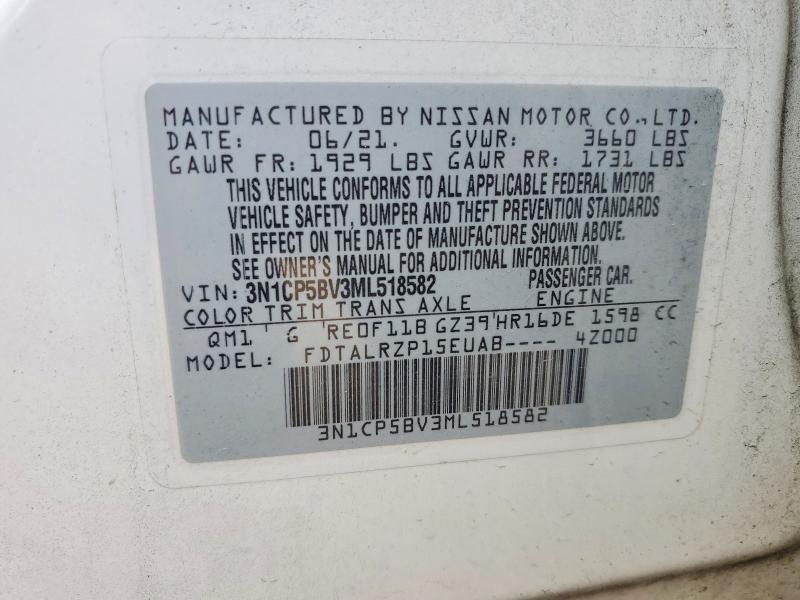 MANUFACTURED BY NISSAN MOTOR CO., LTD.
DATE: 06/21. GVWR: 3660 LBS
GAWR FR: 1929 LBS GAWR RR: 1731 LBS
THIS VEHICLE CONFORMS TO ALL APPLICABLE FEDERAL MOTOR
VEHICLE SAFETY, BUMPER AND THEFT PREVENTION STANDARDS
IN EFFECT ON THE DATE OF MANUFACTURE SHOWN ABOVE.
SEE OWNER'S MANUAL FOR ADDITIONAL INFORMATION.
VIN: 3N1CP5BV3ML518582 PASSENGER CAR.
COLOR TRIM TRANS AXLE ENGINE
QM1 ' G 'RE0F11B GZ39'HR16DE 1598 CC
MODEL: FDTALRZP15EUAB---- 4Z000
3N1CP5BV3ML518582